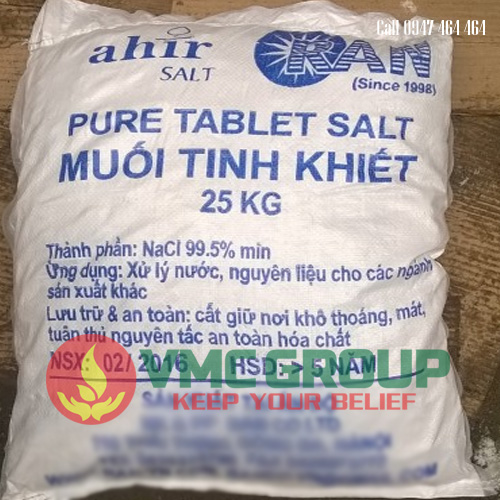 Call 0947 464 464
ahir
SALT
RAN
(Since 1998)
PURE TABLET SALT
MUỐI TINH KHIẾT
25 KG
Thành phần: NaCl 99.5% min
Ứng dụng: Xử lý nước, nguyên liệu cho các ngành
sản xuất khác
Lưu trữ & an toàn: cất giữ nơi khô thoáng, mát,
tuân thủ nguyên tắc an toàn hóa chất
NSX: 02/ 2016 HSD: > 5 NĂM
VMCGROUP
KEEP YOUR BELIEF